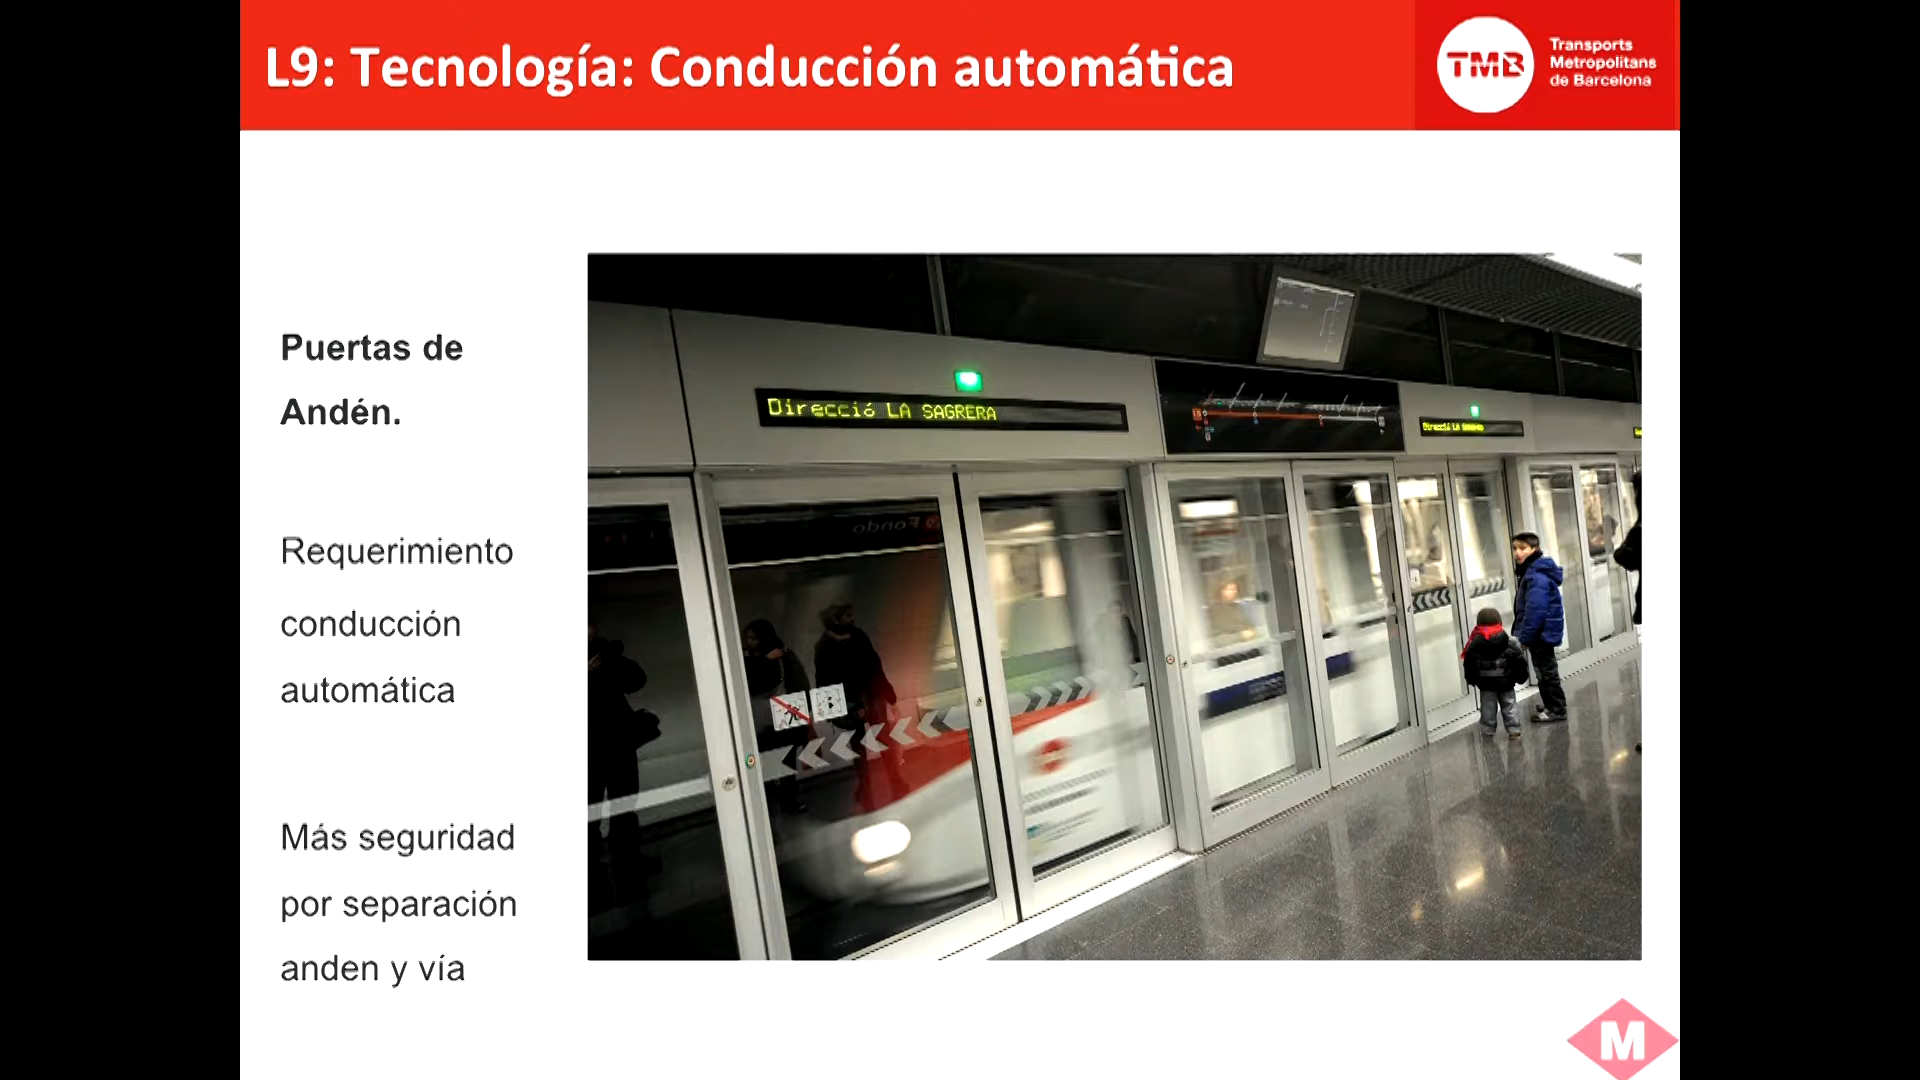 L9: Tecnología: Conducción automática
TMB
Transports
Metropolitans
de Barcelona
Puertas de
Andén.
Requerimiento
conducción
automática
Más seguridad
por separación
anden y vía
Direcció LA SAGRERA
Direcció LA SAGRERA
Fondo
M